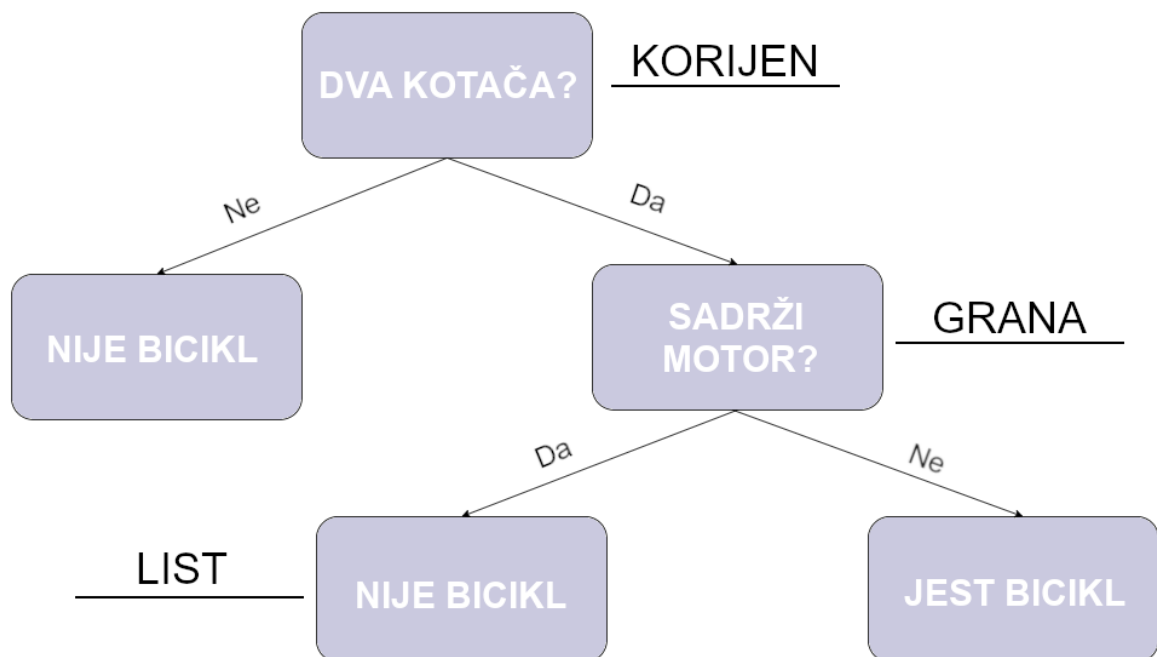 DVA KOTAČA?
KORIJEN
Ne
Da
NIJE BICIKL
SADRŽI
MOTOR?
GRANA
Da
Ne
LIST
NIJE BICIKL
JEST BICIKL